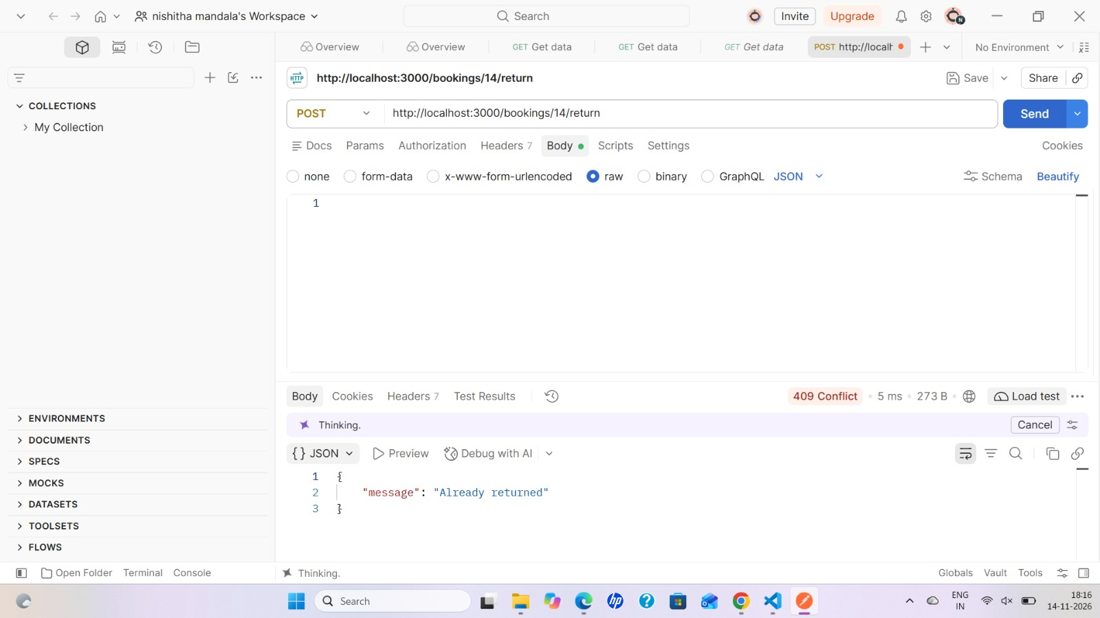 nishitha mandala's Workspace
Search
Invite
Upgrade
Overview
Overview
GET Get data
GET Get data
GET Get data
POST http://localh
No Environment
HTTP
http://localhost:3000/bookings/14/return
Save
Share
COLLECTIONS
My Collection
POST
http://localhost:3000/bookings/14/return
Send
Docs
Params
Authorization
Headers 7
Body
Scripts
Settings
Cookies
none
form-data
x-www-form-urlencoded
raw
binary
GraphQL
JSON
Schema
Beautify
1
Body
Cookies
Headers 7
Test Results
409 Conflict
5 ms
273 B
Load test
Thinking.
Cancel
{} JSON
Preview
Debug with AI
1 {
2 "message": "Already returned"
3 }
ENVIRONMENTS
DOCUMENTS
SPECS
MOCKS
DATASETS
TOOLSETS
FLOWS
Open Folder
Terminal
Console
Thinking.
Globals
Vault
Tools
Search
ENG
IN
18:16
14-11-2026